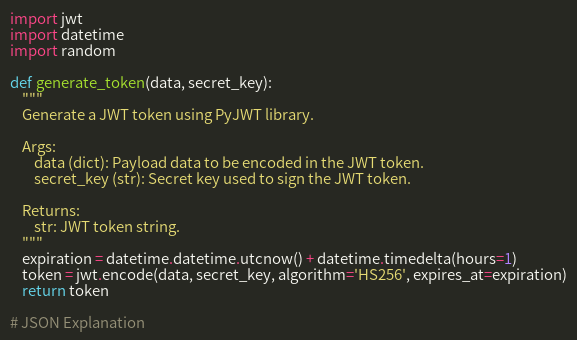 import jwt
import datetime
import random
def generate_token(data, secret_key):
"""
Generate a JWT token using PyJWT library.
Args:
data (dict): Payload data to be encoded in the JWT token.
secret_key (str): Secret key used to sign the JWT token.
Returns:
str: JWT token string.
"""
expiration = datetime.datetime.utcnow() + datetime.timedelta(hours=1)
token = jwt.encode(data, secret_key, algorithm='HS256', expires_at=expiration)
return token
# JSON Explanation